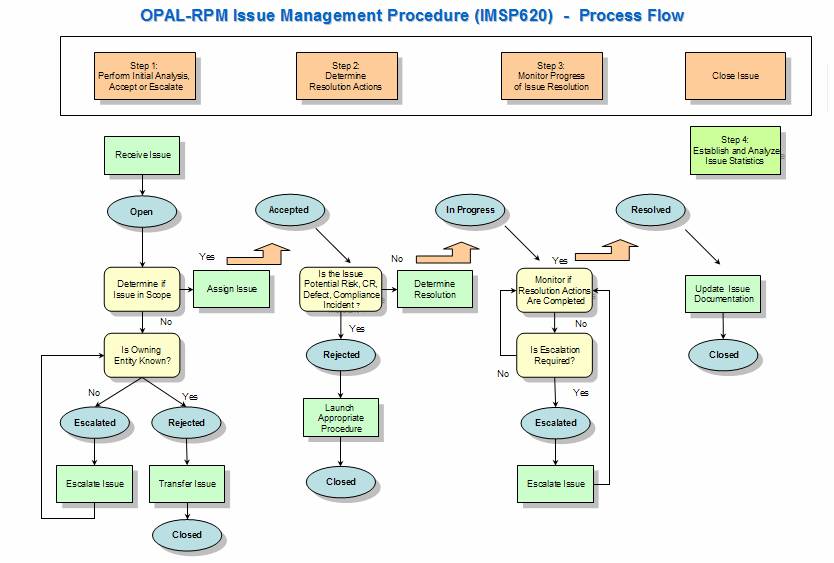 OPAL-RPM Issue Management Procedure (IMSP620) - Process Flow
Step 1:
Perform Initial Analysis,
Accept or Escalate
Step 2:
Determine
Resolution Actions
Step 3:
Monitor Progress
of Issue Resolution
Close Issue
Step 4:
Establish and Analyze
Issue Statistics
Receive Issue
Open
Determine if
Issue in Scope
Yes
Assign Issue
No
Is Owning
Entity Known?
No
Yes
Escalated
Rejected
Escalate Issue
Transfer Issue
Closed
Accepted
Is the Issue
Potential Risk, CR,
Defect, Compliance
Incident ?
No
Determine
Resolution
Yes
Rejected
Launch
Appropriate
Procedure
Closed
In Progress
Yes
Monitor if
Resolution Actions
Are Completed
No
Is Escalation
Required?
No
Yes
Escalated
Escalate Issue
Resolved
Update Issue
Documentation
Closed